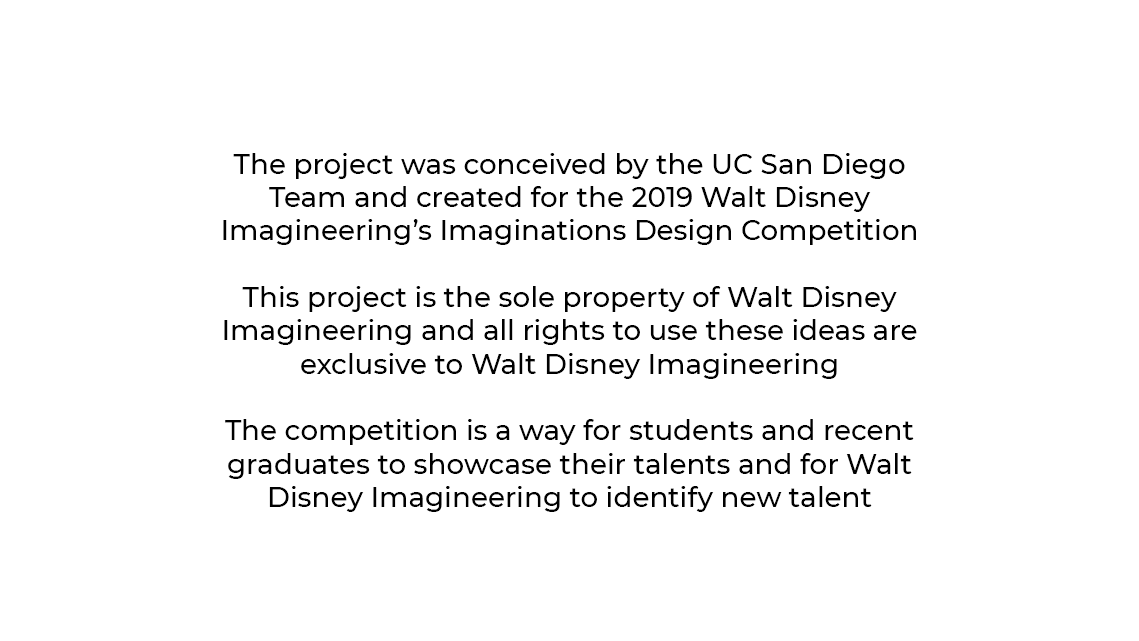 The project was conceived by the UC San Diego
Team and created for the 2019 Walt Disney
Imagineering’s Imaginations Design Competition
This project is the sole property of Walt Disney
Imagineering and all rights to use these ideas are
exclusive to Walt Disney Imagineering
The competition is a way for students and recent
graduates to showcase their talents and for Walt
Disney Imagineering to identify new talent